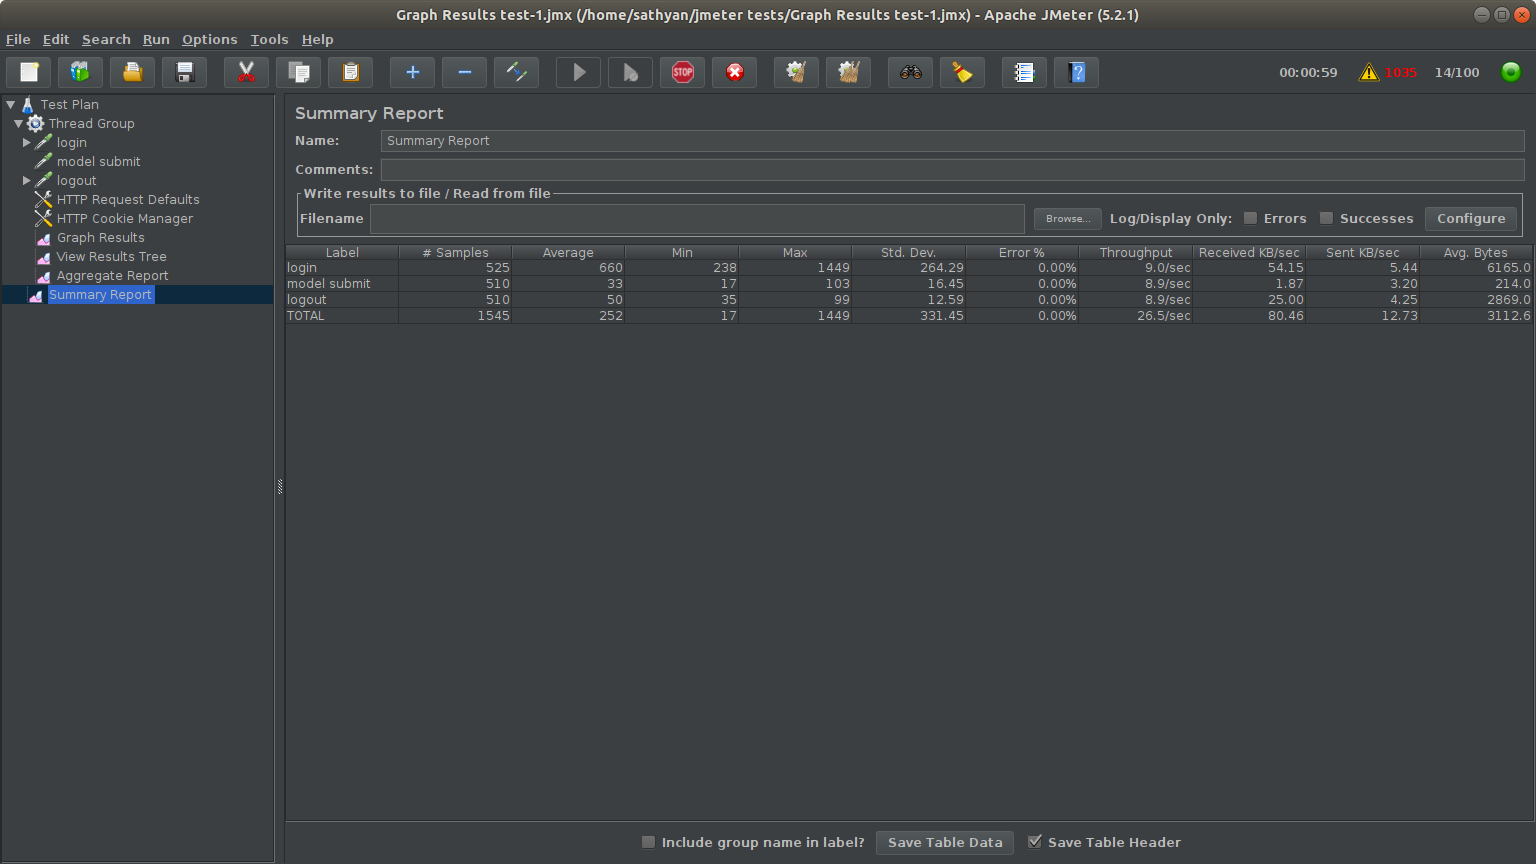 Graph Results test-1.jmx (/home/sathyan/jmeter tests/Graph Results test-1.jmx) - Apache JMeter (5.2.1)
File Edit Search Run Options Tools Help
STOP ? 00:00:59 1035 14/100
Test Plan
Thread Group
login
model submit
logout
HTTP Request Defaults
HTTP Cookie Manager
Graph Results
View Results Tree
Aggregate Report
Summary Report
Summary Report
Name: Summary Report
Comments:
Write results to file / Read from file
Filename Browse... Log/Display Only: Errors Successes Configure
Label # Samples Average Min Max Std. Dev. Error % Throughput Received KB/sec Sent KB/sec Avg. Bytes
login 525 660 238 1449 264.29 0.00% 9.0/sec 54.15 5.44 6165.0
model submit 510 33 17 103 16.45 0.00% 8.9/sec 1.87 3.20 214.0
logout 510 50 35 99 12.59 0.00% 8.9/sec 25.00 4.25 2869.0
TOTAL 1545 252 17 1449 331.45 0.00% 26.5/sec 80.46 12.73 3112.6
Include group name in label? Save Table Data Save Table Header